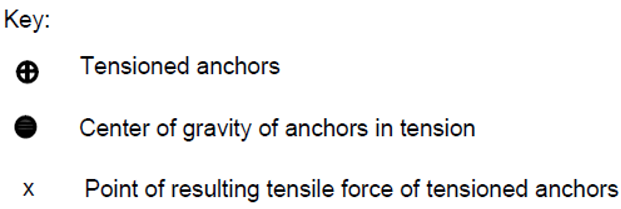 Key:
Tensioned anchors
Center of gravity of anchors in tension
x Point of resulting tensile force of tensioned anchors